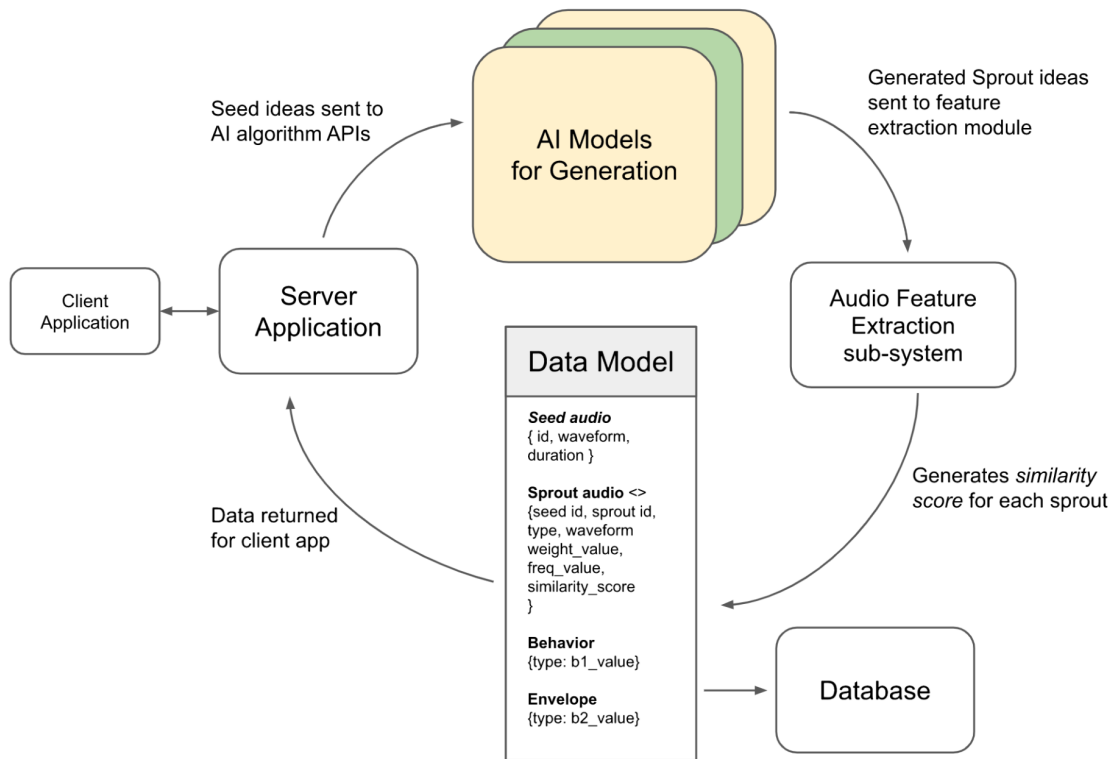 Seed ideas sent to
AI algorithm APIs
AI Models
for Generation
Generated Sprout ideas
sent to feature
extraction module
Client
Application
Server
Application
Audio Feature
Extraction
sub-system
Data Model
Seed audio
{ id, waveform,
duration }
Sprout audio <>
{seed id, sprout id,
type, waveform
weight_value,
freq_value,
similarity_score
}
Behavior
{type: b1_value}
Envelope
{type: b2_value}
Generates similarity
score for each sprout
Data returned
for client app
Database